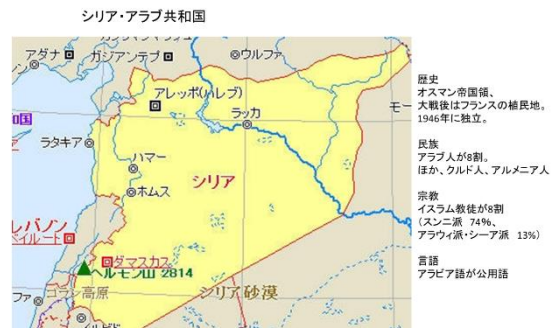 シリア・アラブ共和国
アダナ
ガジアンテプ
ウルファ
アレッポ(ハレブ)
ラッカ
モー
和国
ラタキア
ハマー
ホムス
シリア
レバノン
ベイルート
ダマスカス
ヘルモン山 2814
ゴラン高原
シリア砂漠
歴史
オスマン帝国領、
大戦後はフランスの植民地。
1946年に独立。
民族
アラブ人が8割。
ほか、クルド人、アルメニア人
宗教
イスラム教徒が8割
(スンニ派 74%、
アラウィ派・シーア派 13%)
言語
アラビア語が公用語